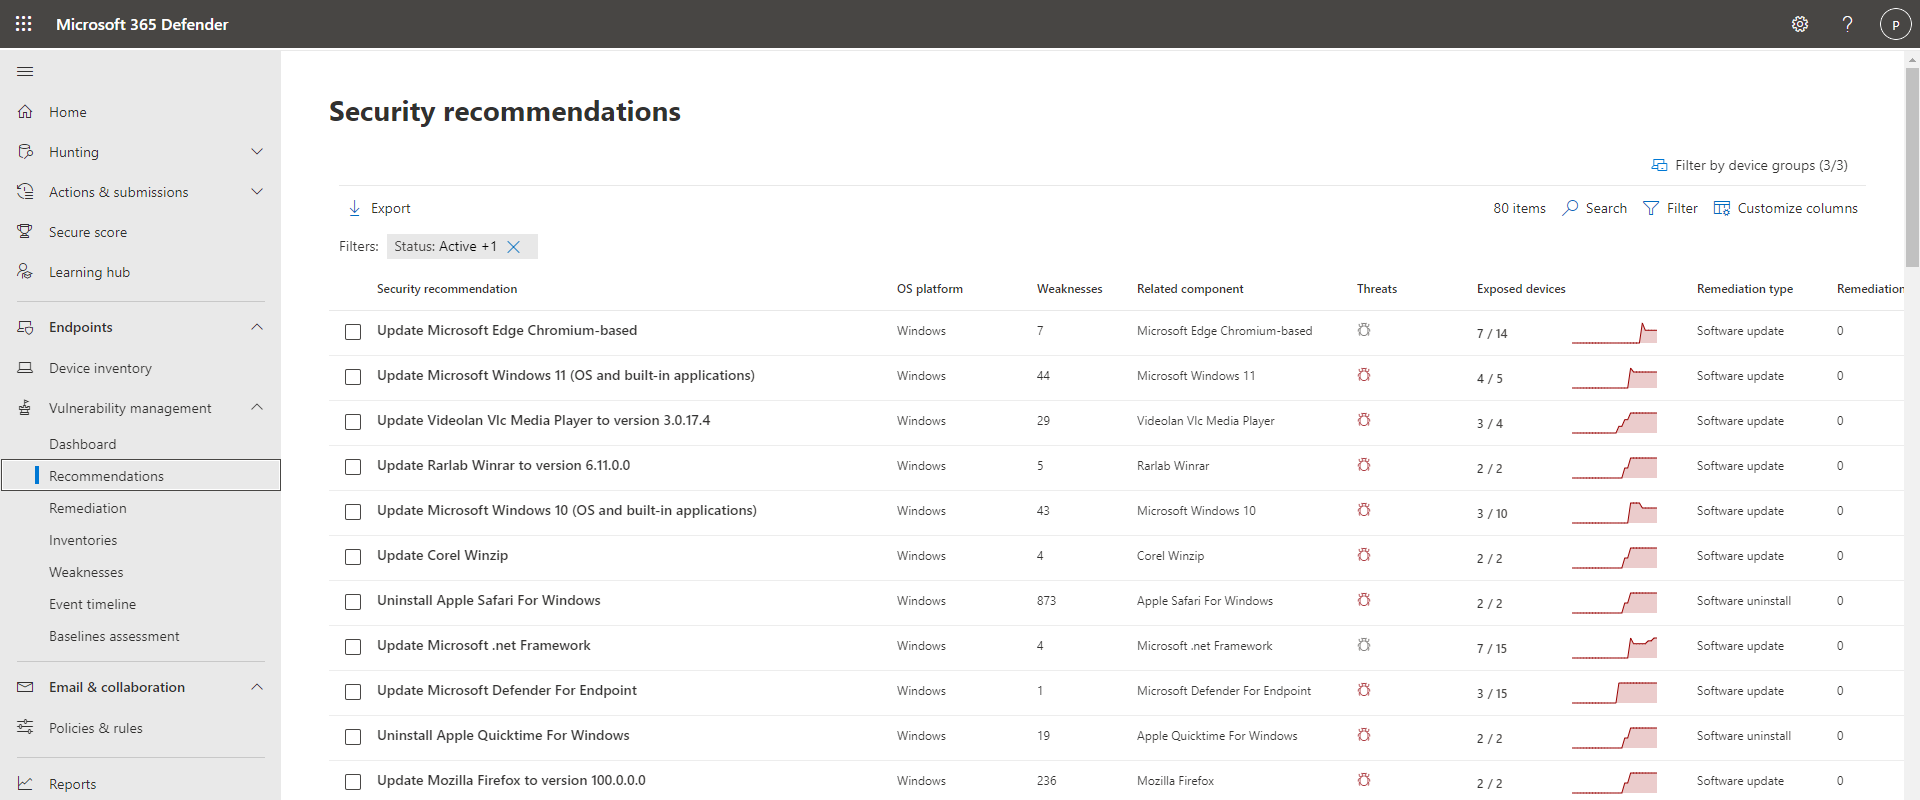 Microsoft 365 Defender
?
P
Home
Hunting
Actions & submissions
Secure score
Learning hub
Endpoints
Device inventory
Vulnerability management
Dashboard
Recommendations
Remediation
Inventories
Weaknesses
Event timeline
Baselines assessment
Email & collaboration
Policies & rules
Reports
Security recommendations
Filter by device groups (3/3)
Export 80 items Search Filter Customize columns
Filters: Status: Active +1
Security recommendation OS platform Weaknesses Related component Threats Exposed devices Remediation type Remediation
Update Microsoft Edge Chromium-based Windows 7 Microsoft Edge Chromium-based 7 / 14 Software update 0
Update Microsoft Windows 11 (OS and built-in applications) Windows 44 Microsoft Windows 11 4 / 5 Software update 0
Update Videolan Vlc Media Player to version 3.0.17.4 Windows 29 Videolan Vlc Media Player 3 / 4 Software update 0
Update Rarlab Winrar to version 6.11.0.0 Windows 5 Rarlab Winrar 2 / 2 Software update 0
Update Microsoft Windows 10 (OS and built-in applications) Windows 43 Microsoft Windows 10 3 / 10 Software update 0
Update Corel Winzip Windows 4 Corel Winzip 2 / 2 Software update 0
Uninstall Apple Safari For Windows Windows 873 Apple Safari For Windows 2 / 2 Software uninstall 0
Update Microsoft .net Framework Windows 4 Microsoft .net Framework 7 / 15 Software update 0
Update Microsoft Defender For Endpoint Windows 1 Microsoft Defender For Endpoint 3 / 15 Software update 0
Uninstall Apple Quicktime For Windows Windows 19 Apple Quicktime For Windows 2 / 2 Software uninstall 0
Update Mozilla Firefox to version 100.0.0.0 Windows 236 Mozilla Firefox 2 / 2 Software update 0